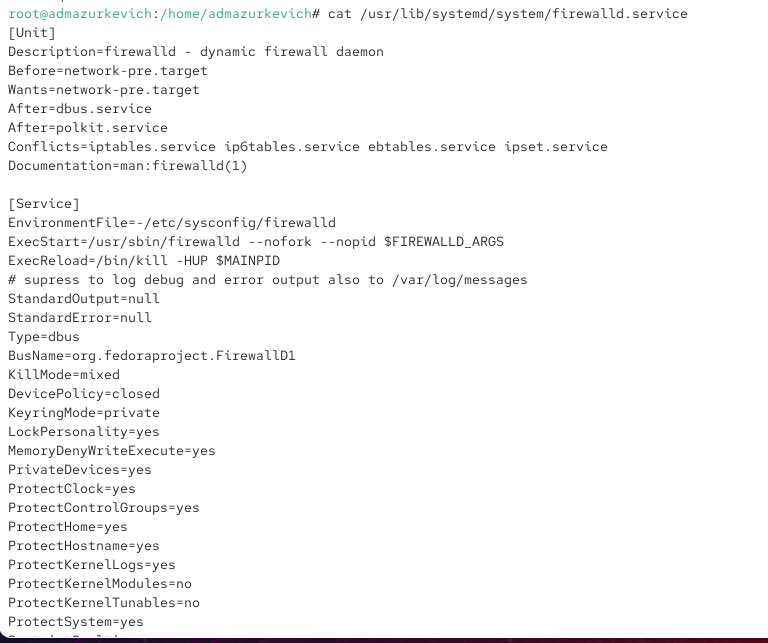 root@admazurkevich:/home/admazurkevich# cat /usr/lib/systemd/system/firewalld.service
[Unit]
Description=firewalld - dynamic firewall daemon
Before=network-pre.target
Wants=network-pre.target
After=dbus.service
After=polkit.service
Conflicts=iptables.service ip6tables.service ebtables.service ipset.service
Documentation=man:firewalld(1)

[Service]
EnvironmentFile=-/etc/sysconfig/firewalld
ExecStart=/usr/sbin/firewalld --nofork --nopid $FIREWALLD_ARGS
ExecReload=/bin/kill -HUP $MAINPID
# supress to log debug and error output also to /var/log/messages
StandardOutput=null
StandardError=null
Type=dbus
BusName=org.fedoraproject.FirewallD1
KillMode=mixed
DevicePolicy=closed
KeyringMode=private
LockPersonality=yes
MemoryDenyWriteExecute=yes
PrivateDevices=yes
ProtectClock=yes
ProtectControlGroups=yes
ProtectHome=yes
ProtectHostname=yes
ProtectKernelLogs=yes
ProtectKernelModules=no
ProtectKernelTunables=no
ProtectSystem=yes